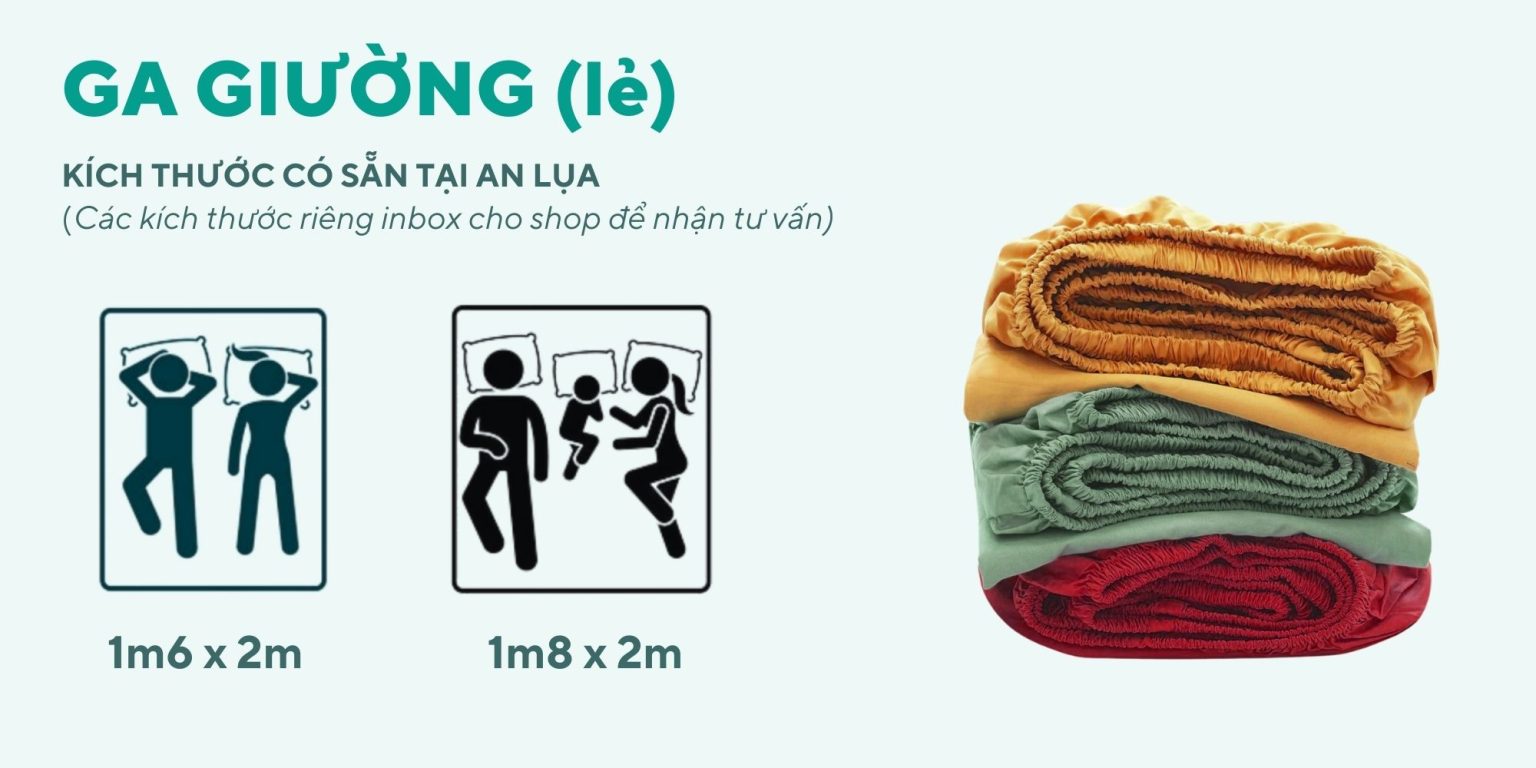 GA GIƯỜNG (lẻ)
KÍCH THƯỚC CÓ SẴN TẠI AN LỤA
(Các kích thước riêng inbox cho shop để nhận tư vấn)
1m6 x 2m
1m8 x 2m